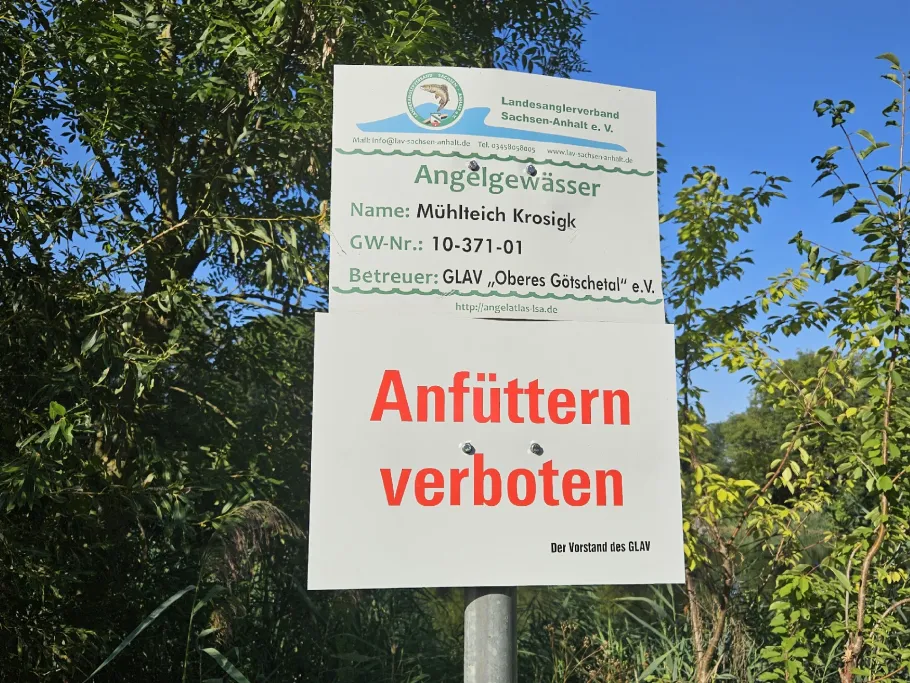 Landesanglerverband
Sachsen-Anhalt e. V.
Mail: info@lav-sachsen-anhalt.de Tel. 03458058005 www.lav-sachsen-anhalt.de
Angelgewässer
Name: Mühlteich Krosigk
GW-Nr.: 10-371-01
Betreuer: GLAV „Oberes Götschetal“ e.V.
http://angelatlas-lsa.de
Anfüttern
verboten
Der Vorstand des GLAV